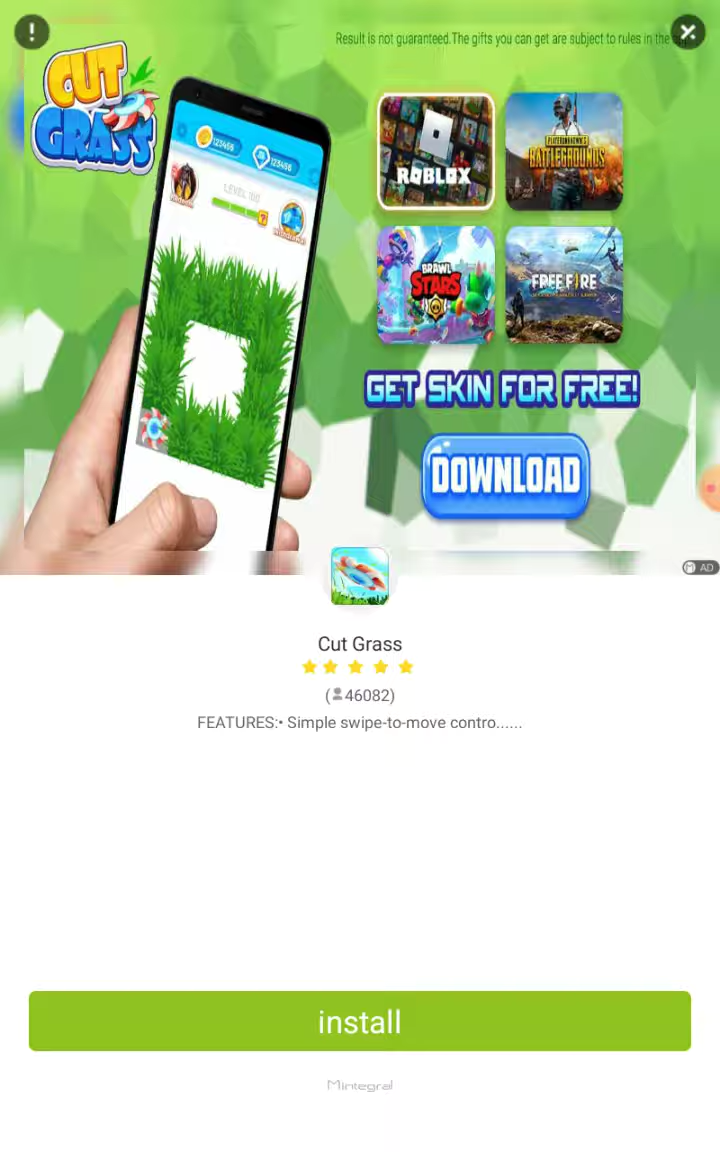 Result is not guaranteed.The gifts you can get are subject to rules in the
CUT
GRASS
123456
123456
LEVEL 100
ROBLOX
PLAYERUNKNOWN'S
BATTLEGROUNDS
BRAWL
STARS
FREE FIRE
GET SKIN FOR FREE!
DOWNLOAD
AD
Cut Grass
(46082)
FEATURES:• Simple swipe-to-move contro......
install
Mintegral